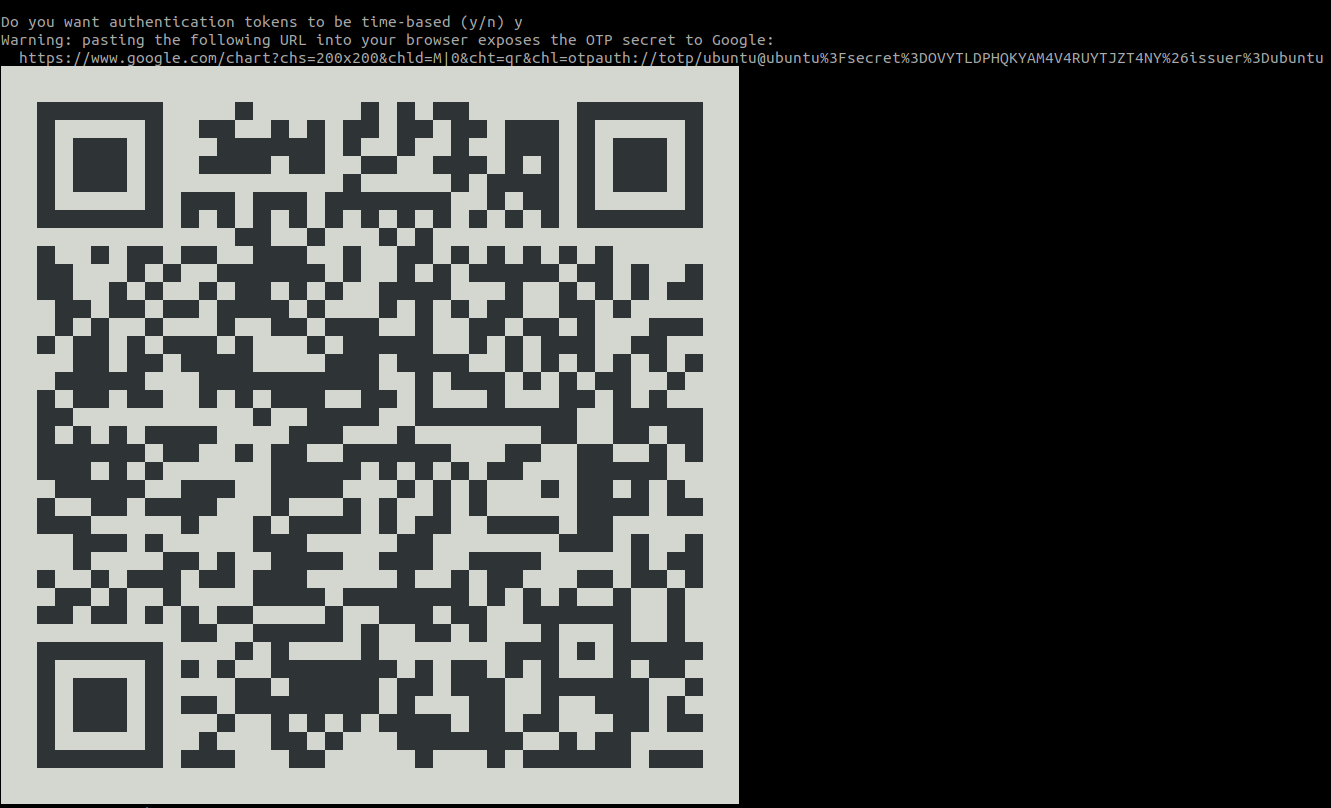 Do you want authentication tokens to be time-based (y/n) y
Warning: pasting the following URL into your browser exposes the OTP secret to Google:
https://www.google.com/chart?chs=200x200&chld=M|0&cht=qr&chl=otpauth://totp/ubuntu@ubuntu%3Fsecret%3DOVYTLDPHQKYAM4V4RUYTJZT4NY%26issuer%3Dubuntu